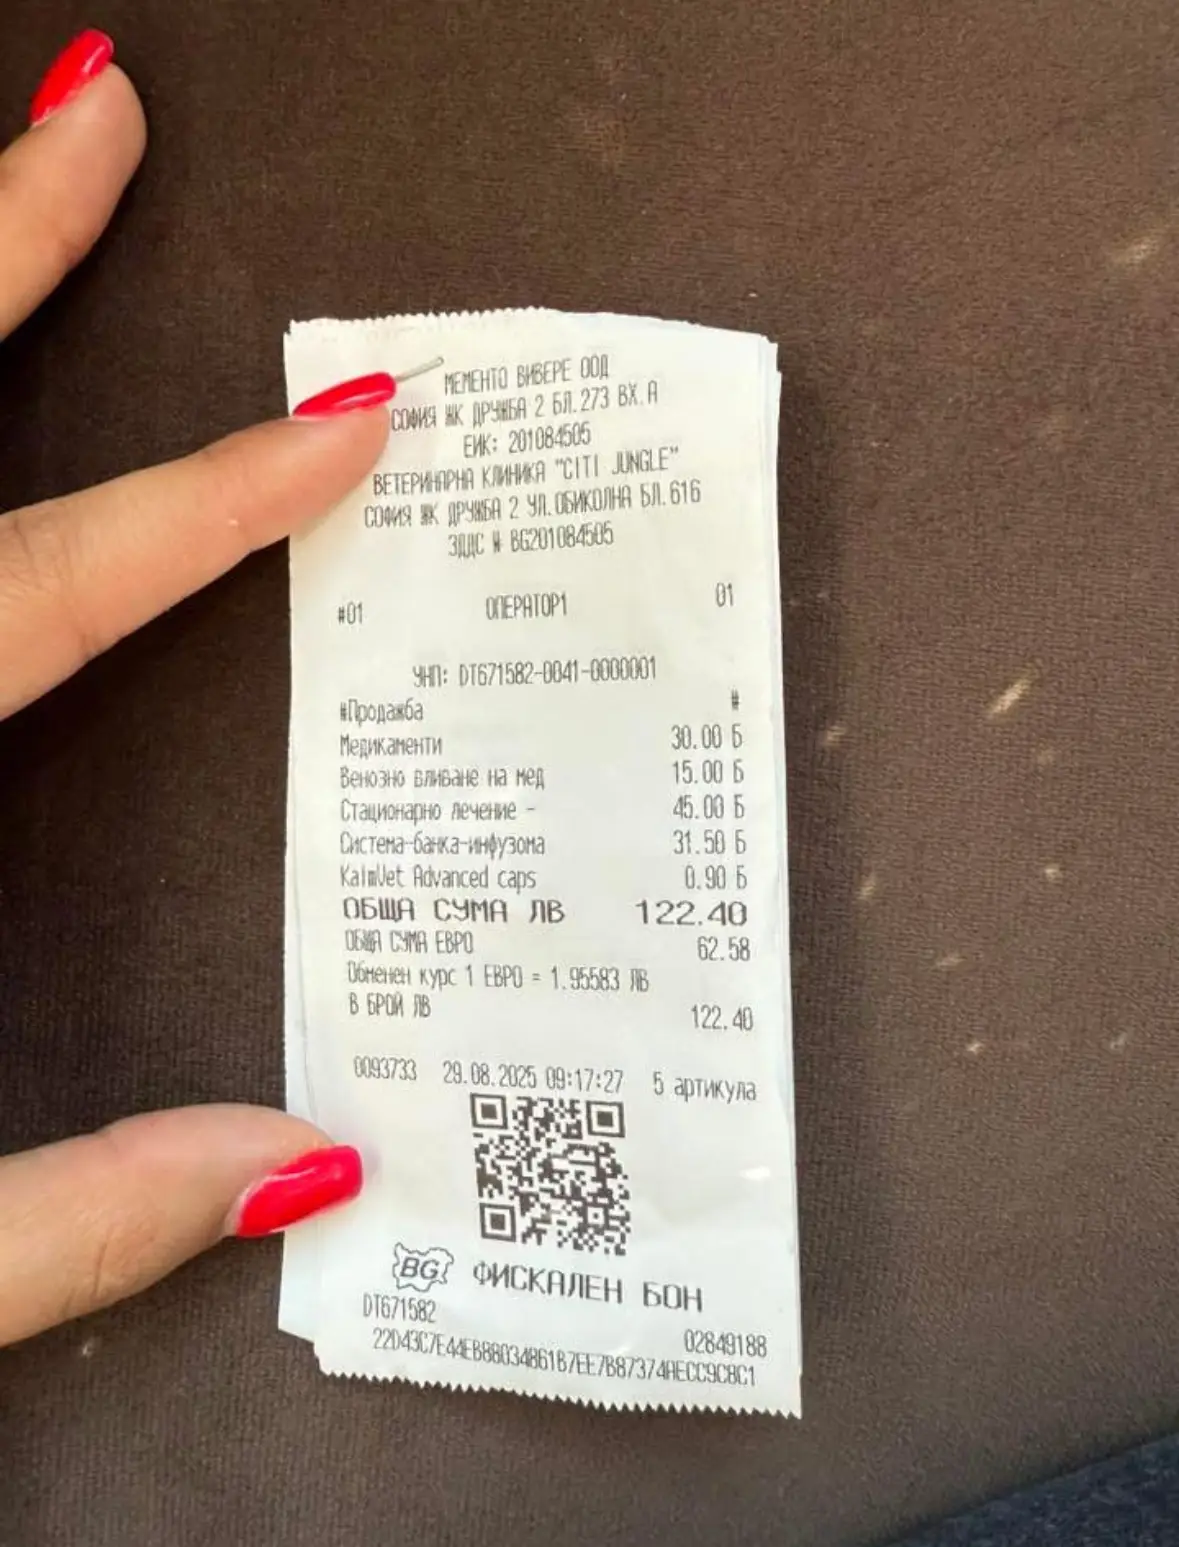 МЕМЕНТО ВИВЕРЕ ООД
СОФИЯ ЖК ДРУЖБА 2 БЛ.273 ВХ.А
ЕИК: 201084505
ВЕТЕРИНАРНА КЛИНИКА "CITI JUNGLE"
СОФИЯ ЖК ДРУЖБА 2 УЛ.ОБИКОЛНА БЛ.616
ЗДДС № BG201084505
#01 ОПЕРАТОР1 01
УНП: DT671582-0041-0000001
#Продажба #
Медикаменти 30.00 Б
Венозно вливане на мед 15.00 Б
Стационарно лечение - 45.00 Б
Система-банка-инфузома 31.50 Б
KalmVet Advanced caps 0.90 Б
ОБЩА СУМА ЛВ 122.40
ОБЩА СУМА ЕВРО 62.58
Обменен курс 1 ЕВРО = 1.95583 ЛВ
В БРОЙ ЛВ 122.40
0093733 29.08.2025 09:17:27 5 артикула
BG ФИСКАЛЕН БОН
DT671582 02849188
22D43C7E44EB88034861B7EE7B87374AECC9C8C1